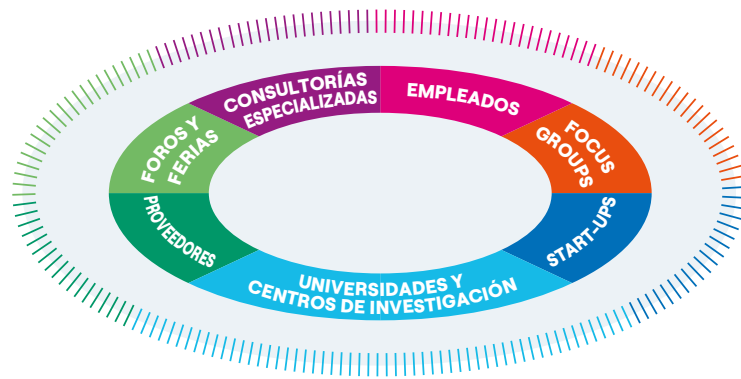 CONSULTORÍAS
ESPECIALIZADAS
EMPLEADOS
FOCUS
GROUPS
START-UPS
UNIVERSIDADES Y
CENTROS DE INVESTIGACIÓN
PROVEEDORES
FOROS Y
FERIAS